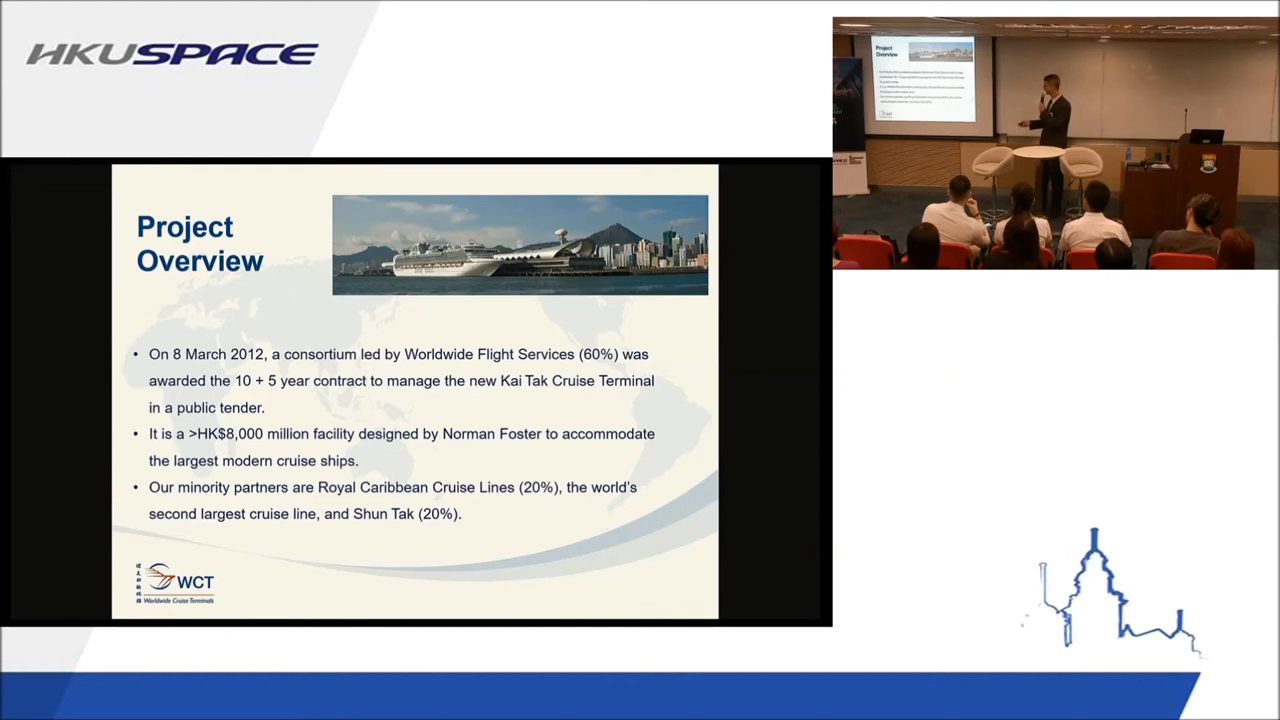 HKUSPACE
Project
Overview
• On 8 March 2012, a consortium led by Worldwide Flight Services (60%) was
awarded the 10 + 5 year contract to manage the new Kai Tak Cruise Terminal
in a public tender.
• It is a >HK$8,000 million facility designed by Norman Foster to accommodate
the largest modern cruise ships.
• Our minority partners are Royal Caribbean Cruise Lines (20%), the world's
second largest cruise line, and Shun Tak (20%).
WCT
Worldwide Cruise Terminals
Project
Overview